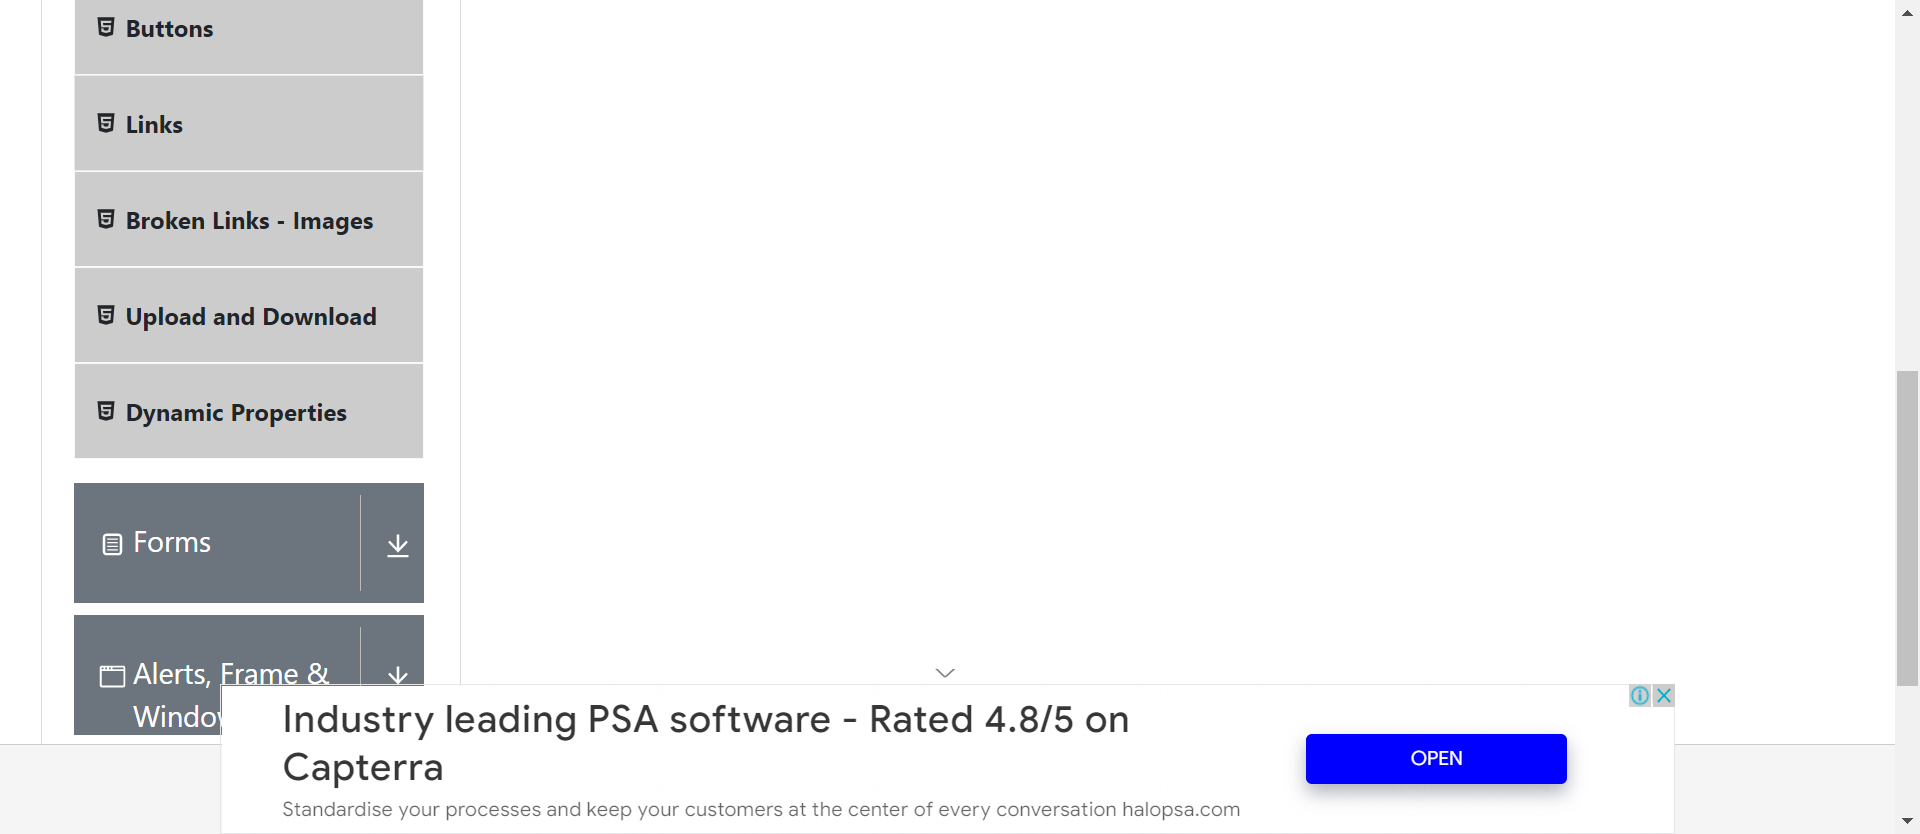 Buttons
Links
Broken Links - Images
Upload and Download
Dynamic Properties
Forms
Alerts, Frame &
Industry leading PSA software - Rated 4.8/5 on
Capterra
Standardise your processes and keep your customers at the center of every conversation halopsa.com
OPEN